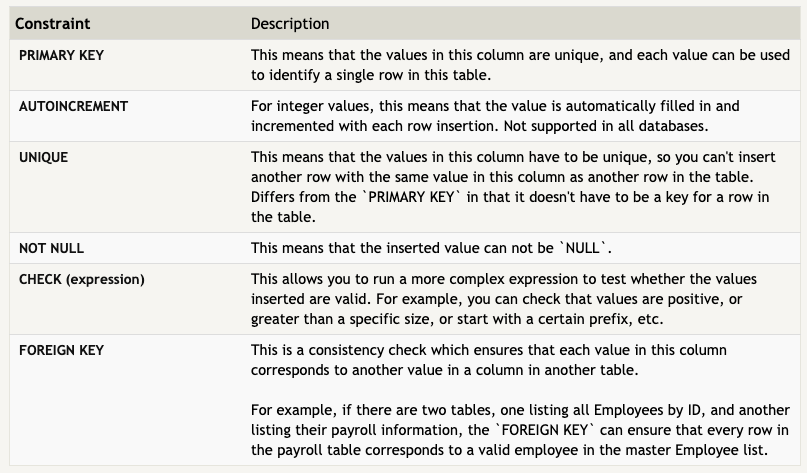 Constraint Description
PRIMARY KEY This means that the values in this column are unique, and each value can be used
to identify a single row in this table.
AUTOINCREMENT For integer values, this means that the value is automatically filled in and
incremented with each row insertion. Not supported in all databases.
UNIQUE This means that the values in this column have to be unique, so you can't insert
another row with the same value in this column as another row in the table.
Differs from the `PRIMARY KEY` in that it doesn't have to be a key for a row in
the table.
NOT NULL This means that the inserted value can not be `NULL`.
CHECK (expression) This allows you to run a more complex expression to test whether the values
inserted are valid. For example, you can check that values are positive, or
greater than a specific size, or start with a certain prefix, etc.
FOREIGN KEY This is a consistency check which ensures that each value in this column
corresponds to another value in a column in another table.
For example, if there are two tables, one listing all Employees by ID, and another
listing their payroll information, the `FOREIGN KEY` can ensure that every row in
the payroll table corresponds to a valid employee in the master Employee list.